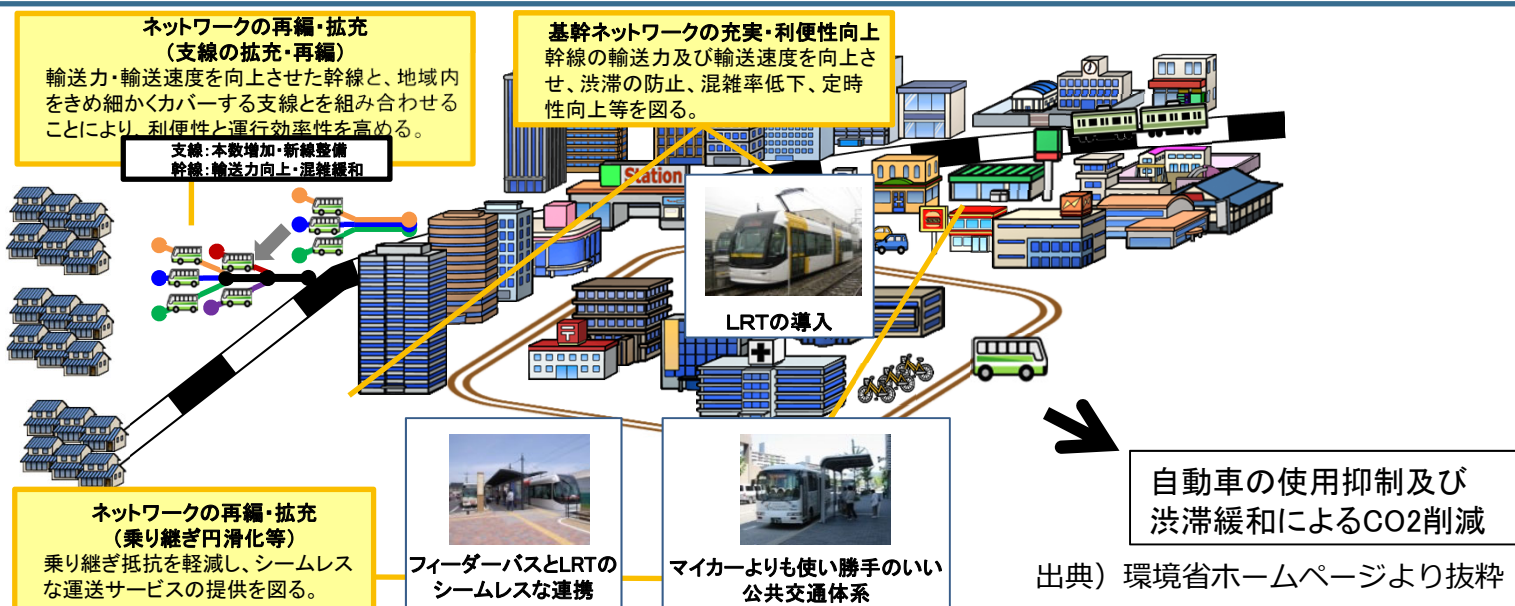 ネットワークの再編・拡充
(支線の拡充・再編)
輸送力・輸送速度を向上させた幹線と、地域内
をきめ細かくカバーする支線とを組み合わせる
ことにより、利便性と運行効率性を高める。
支線：本数増加・新線整備
幹線：輸送力向上・混雑緩和
基幹ネットワークの充実・利便性向上
幹線の輸送力及び輸送速度を向上さ
せ、渋滞の防止、混雑率低下、定時
性向上等を図る。
Station
LRTの導入
〒
ネットワークの再編・拡充
(乗り継ぎ円滑化等)
乗り継ぎ抵抗を軽減し、シームレス
な運送サービスの提供を図る。
フィーダーバスとLRTの
シームレスな連携
マイカーよりも使い勝手のいい
公共交通体系
自動車の使用抑制及び
渋滞緩和によるCO2削減
出典）環境省ホームページより抜粋